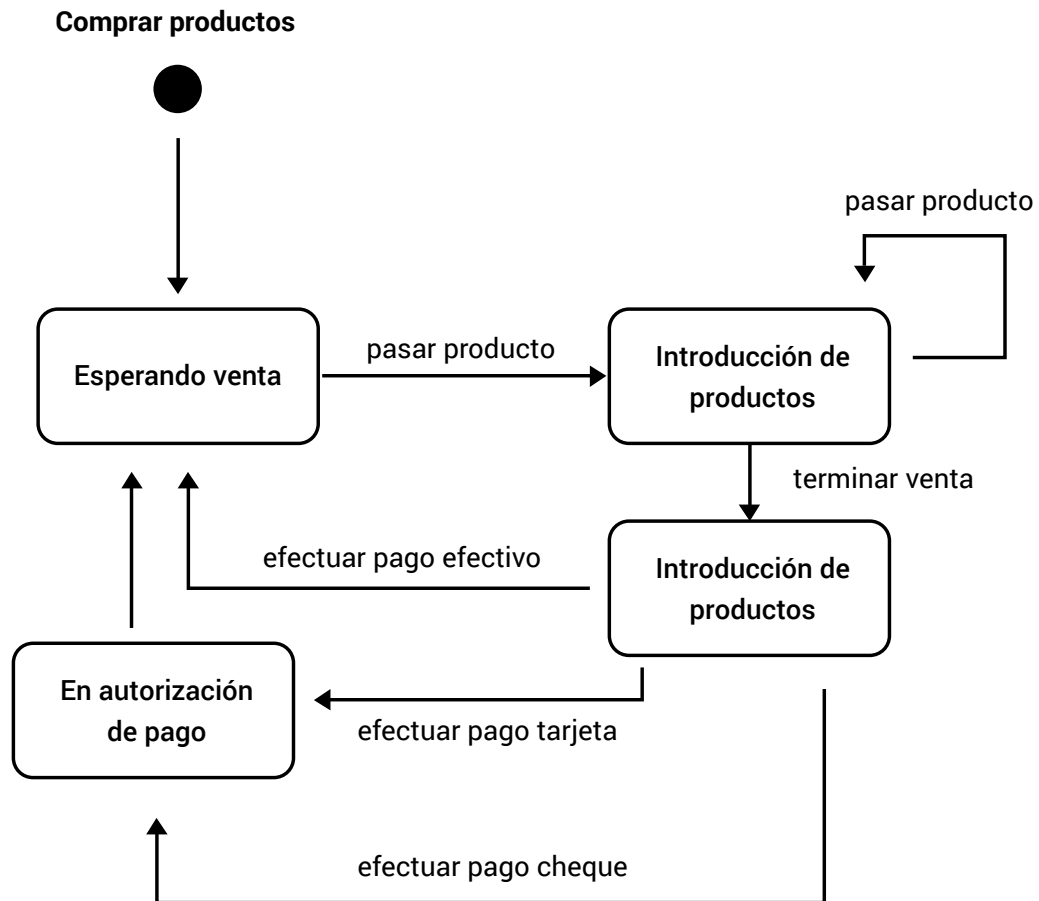 Comprar productos
pasar producto
Esperando venta
pasar producto
Introducción de
productos
terminar venta
efectuar pago efectivo
Introducción de
productos
En autorización
de pago
efectuar pago tarjeta
efectuar pago cheque